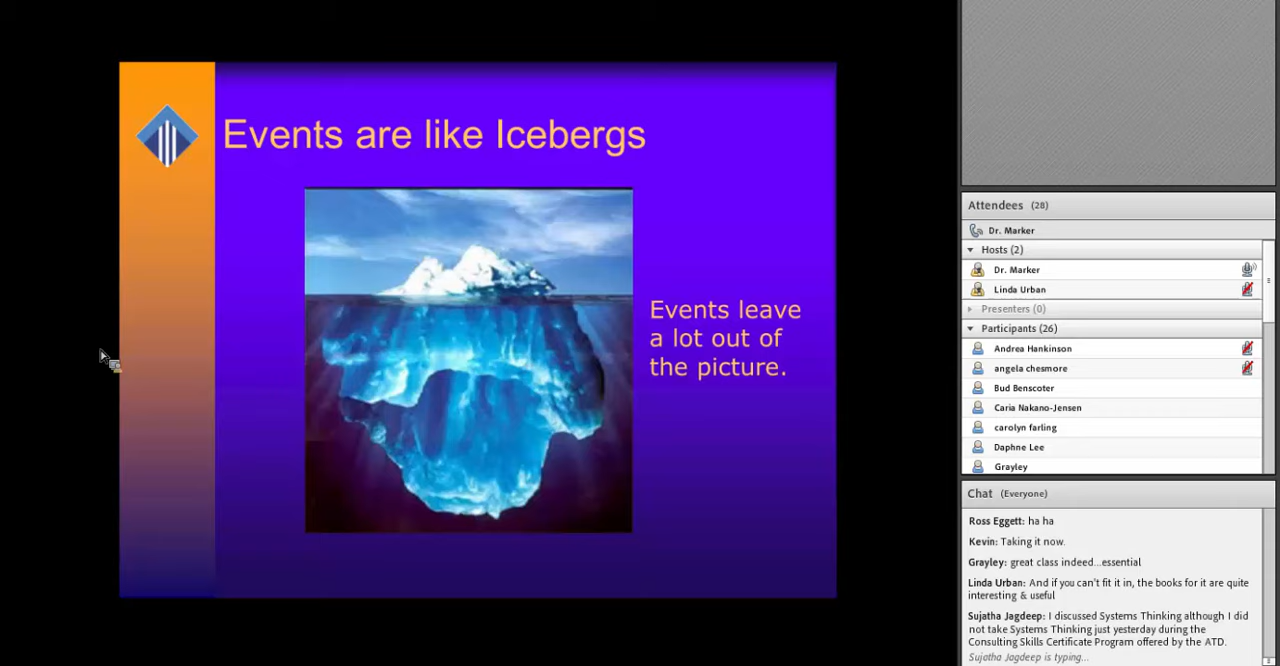 Events are like Icebergs
Events leave
a lot out of
the picture.
Attendees (28)
Dr. Marker
Hosts (2)
Dr. Marker
Linda Urban
Presenters (0)
Participants (26)
Andrea Hankinson
angela chesmore
Bud Benscoter
Caria Nakano-Jensen
carolyn farling
Daphne Lee
Grayley
Chat (Everyone)
Ross Eggett: ha ha
Kevin: Taking it now.
Grayley: great class indeed...essential
Linda Urban: And if you can't fit it in, the books for it are quite
interesting & useful
Sujatha Jagdeep: I discussed Systems Thinking although I did
not take Systems Thinking just yesterday during the
Consulting Skills Certificate Program offered by the ATD.
Sujatha Jagdeep is typing...